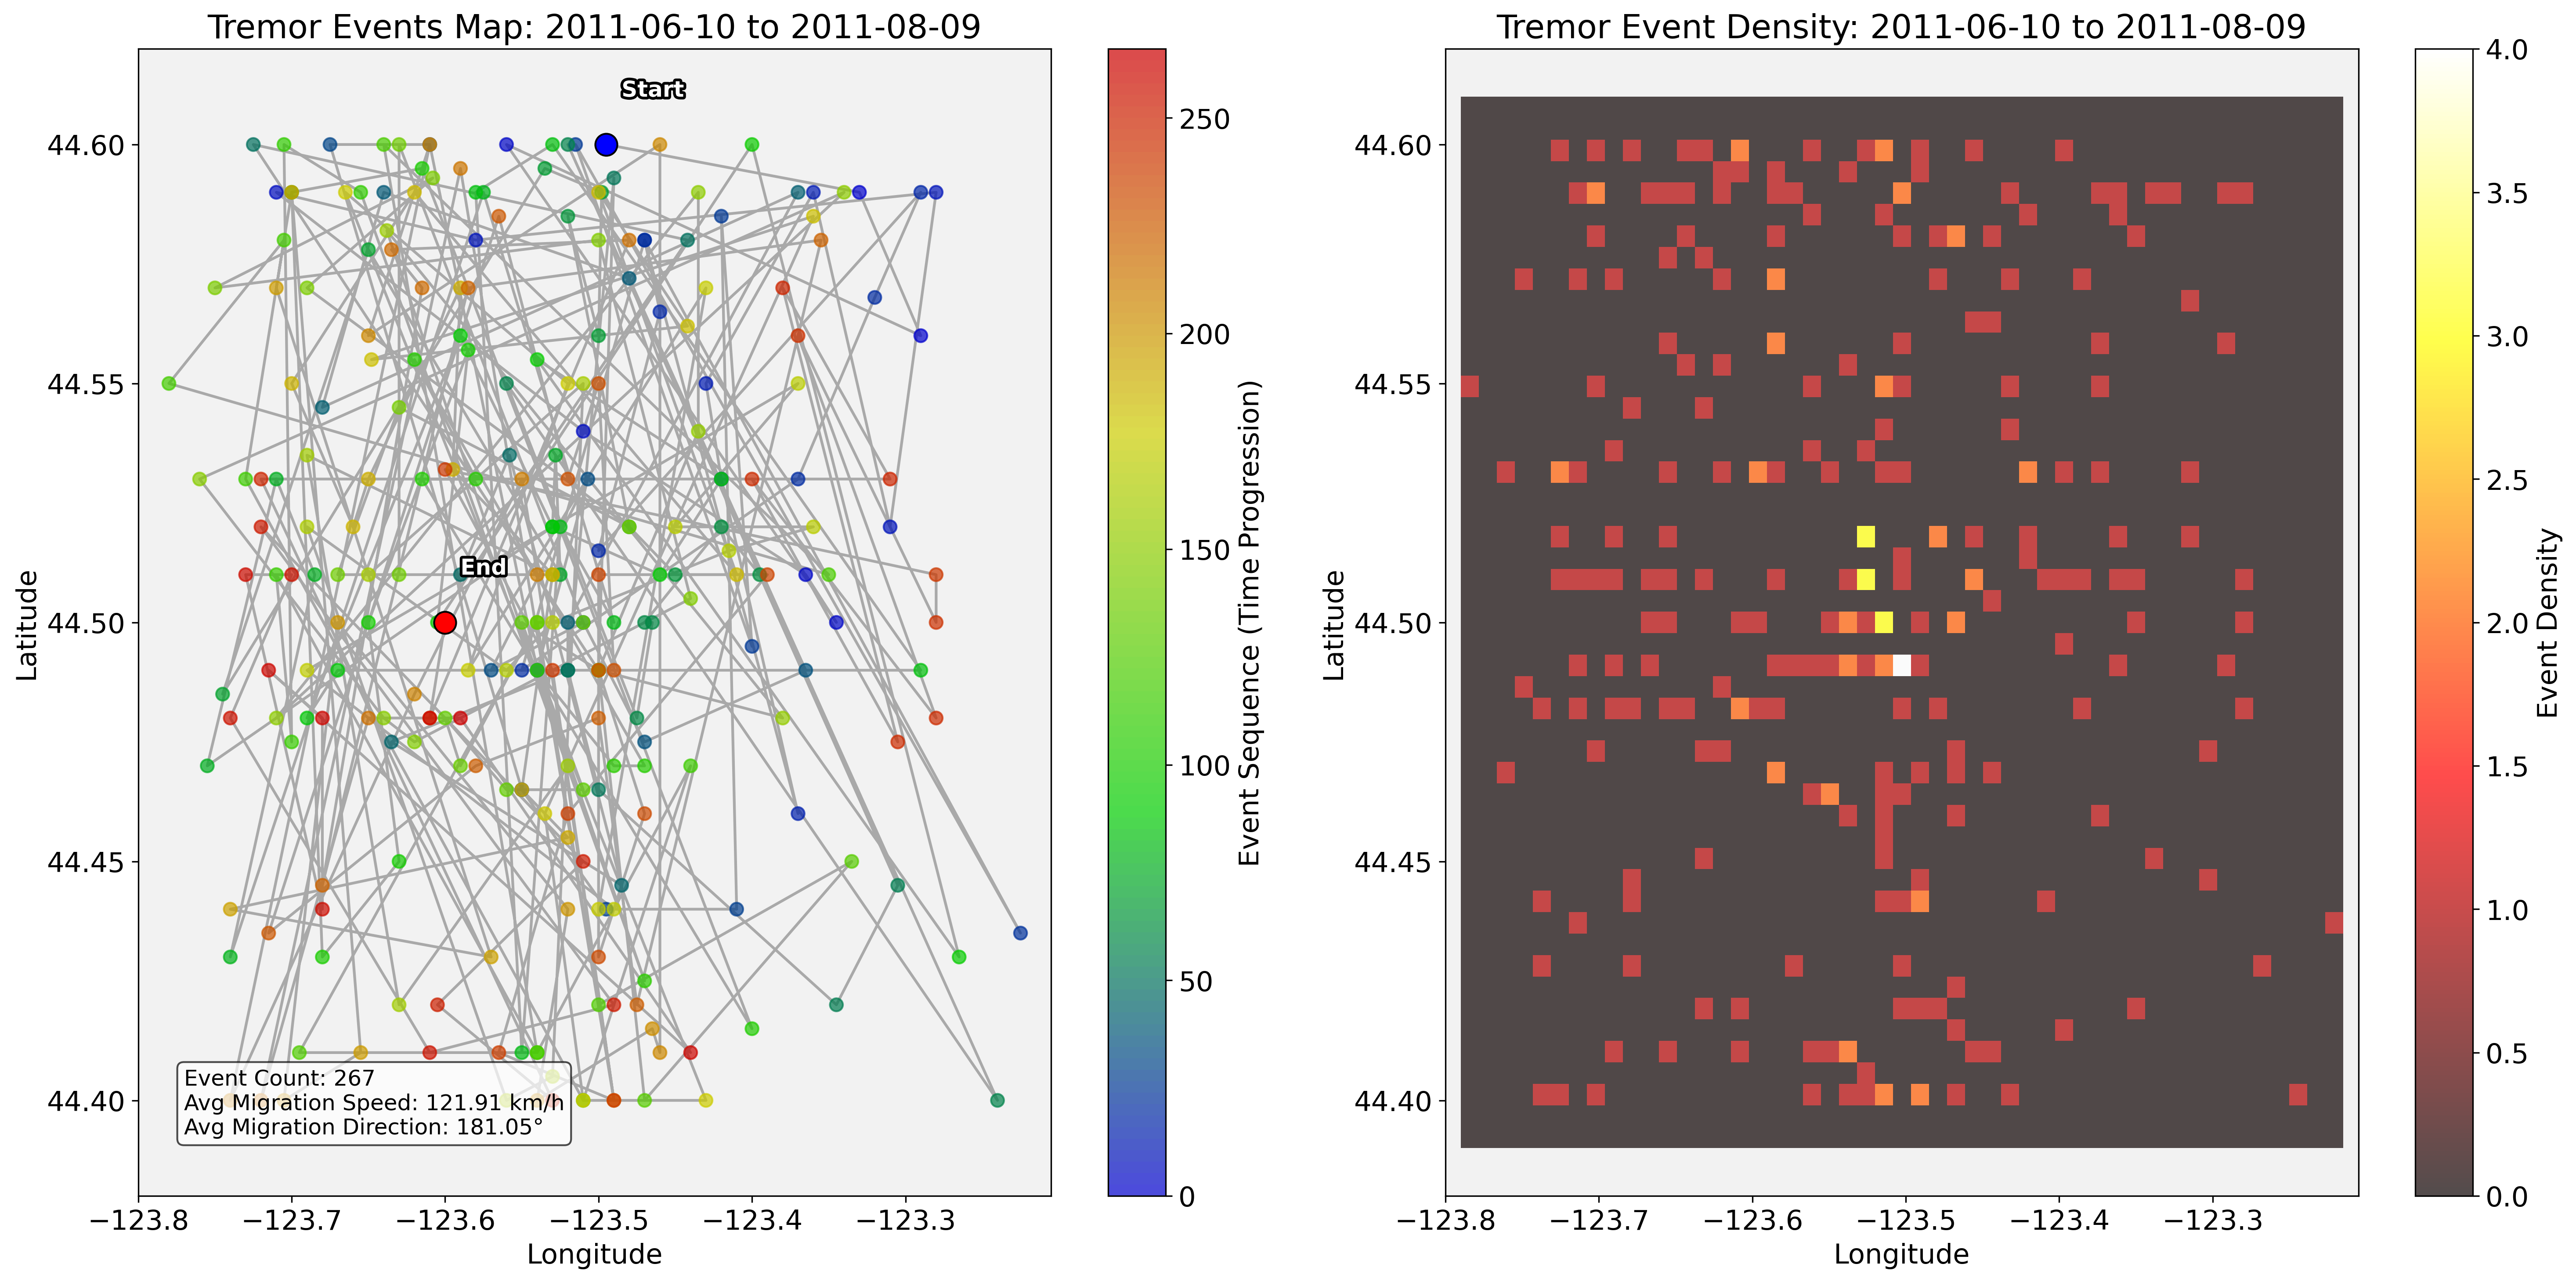 Tremor Events Map: 2011-06-10 to 2011-08-09
Start
End
Event Count: 267
Avg Migration Speed: 121.91 km/h
Avg Migration Direction: 181.05°
44.60
44.55
44.50
44.45
44.40
Latitude
−123.8
−123.7
−123.6
−123.5
−123.4
−123.3
Longitude
250
200
150
100
50
0
Event Sequence (Time Progression)
Tremor Event Density: 2011-06-10 to 2011-08-09
44.60
44.55
44.50
44.45
44.40
Latitude
−123.8
−123.7
−123.6
−123.5
−123.4
−123.3
Longitude
4.0
3.5
3.0
2.5
2.0
1.5
1.0
0.5
0.0
Event Density